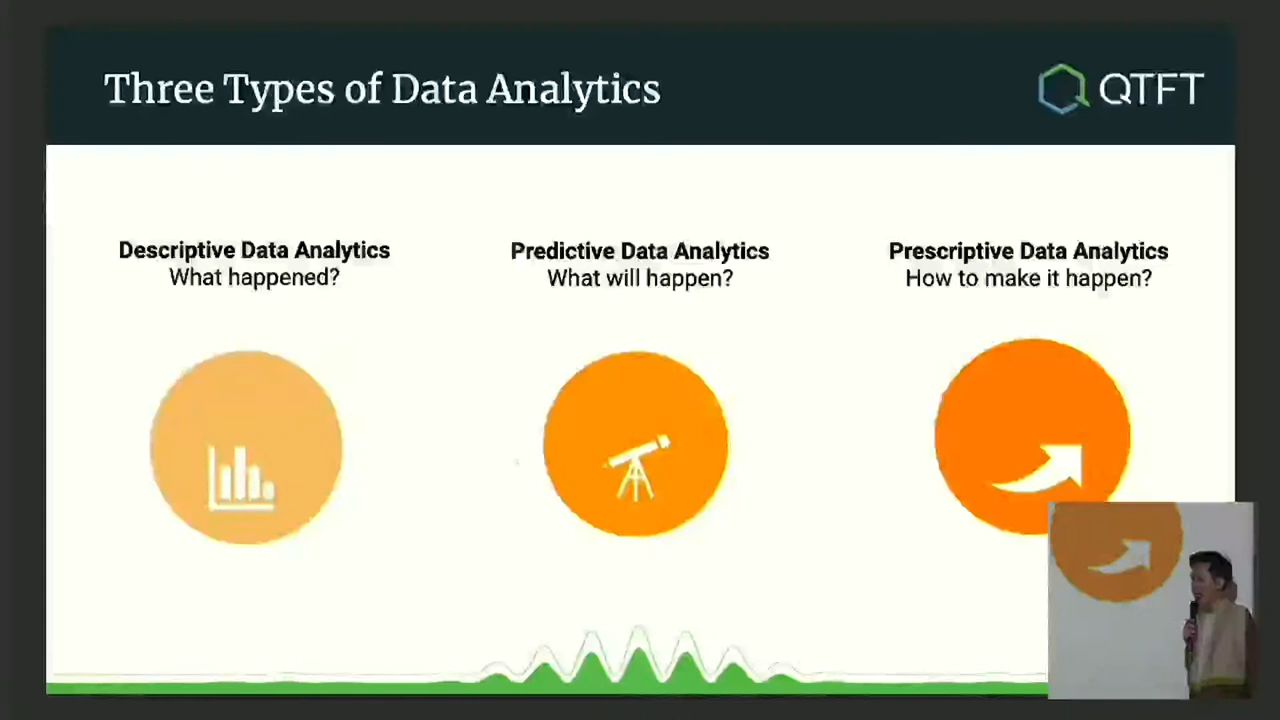 Three Types of Data Analytics
QTFT
Descriptive Data Analytics
What happened?
Predictive Data Analytics
What will happen?
Prescriptive Data Analytics
How to make it happen?